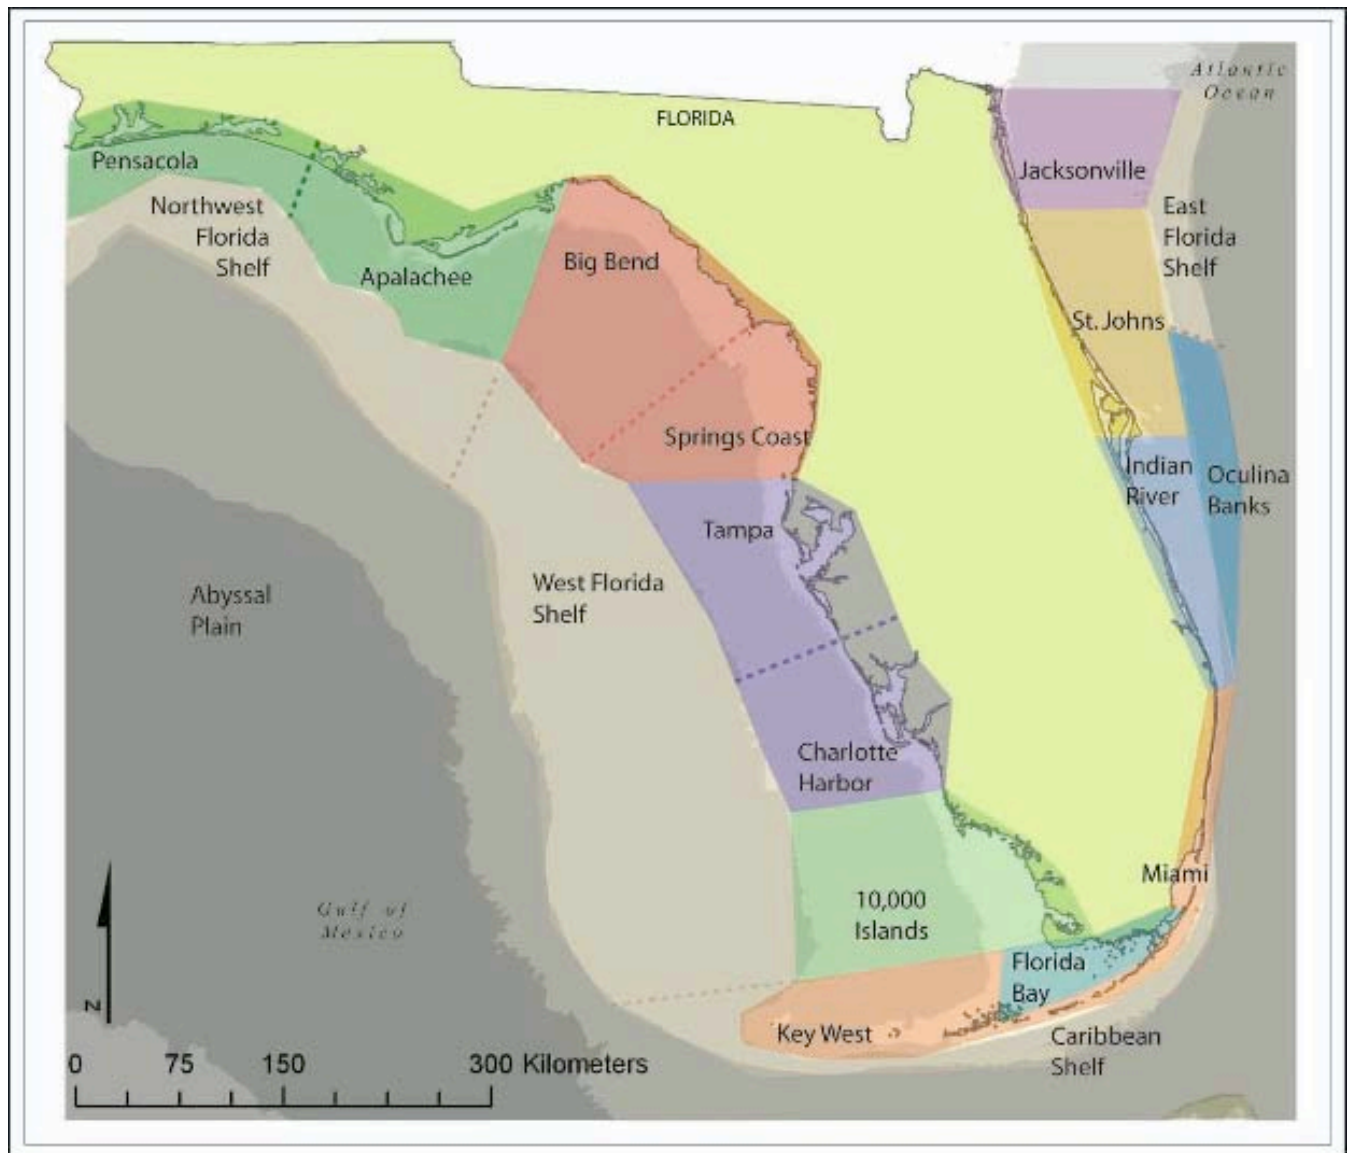 Atlantic
Ocean
FLORIDA
Pensacola
Jacksonville
Northwest
Florida
Shelf
East
Florida
Shelf
Big Bend
Apalachee
St. Johns
Springs Coast
Indian
River
Oculina
Banks
Tampa
West Florida
Shelf
Abyssal
Plain
Charlotte
Harbor
Miami
10,000
Islands
Gulf of
Mexico
Florida
Bay
N
Key West
Caribbean
Shelf
0 75 150 300 Kilometers